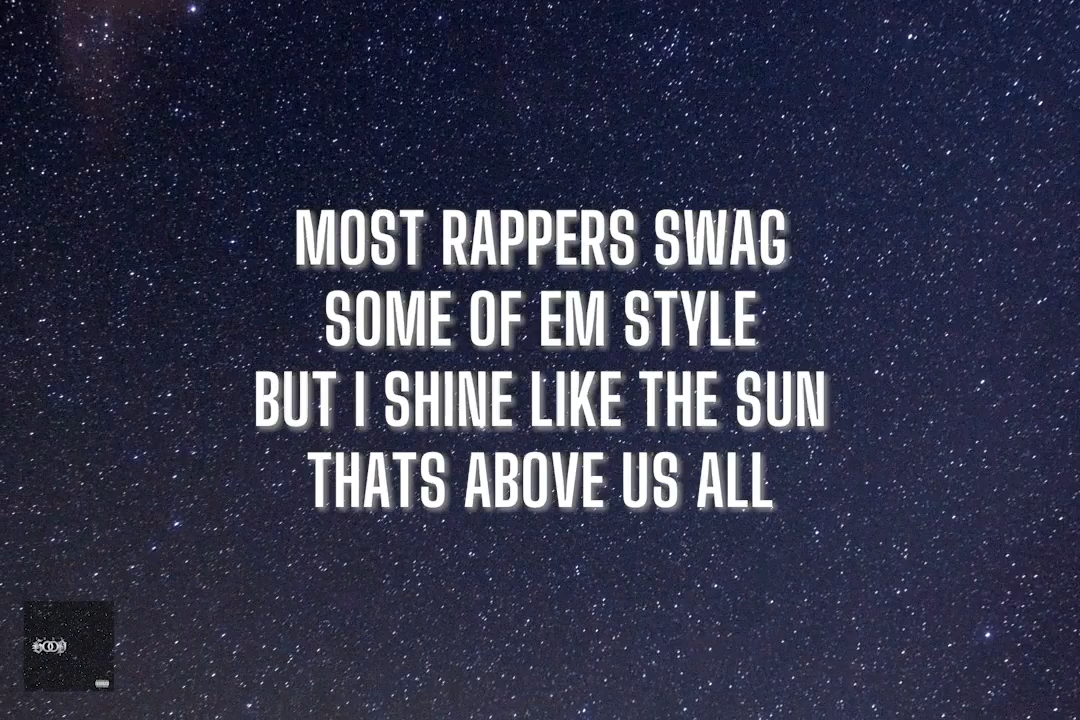 MOST RAPPERS SWAG
SOME OF EM STYLE
BUT I SHINE LIKE THE SUN
THATS ABOVE US ALL